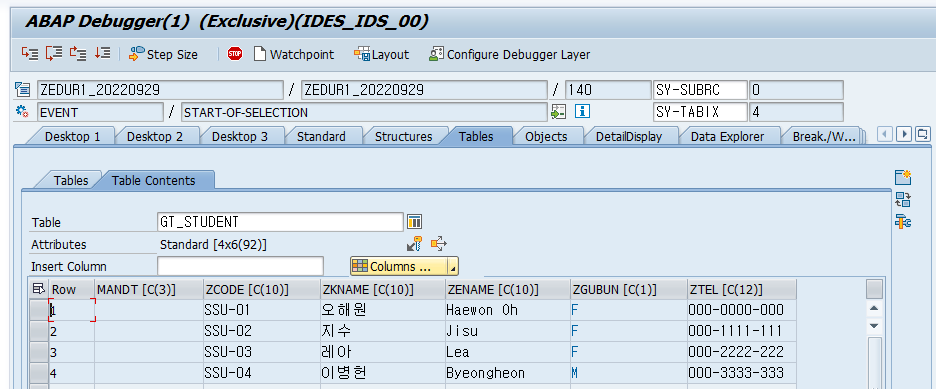 ABAP Debugger(1) (Exclusive)(IDES_IDS_00)
Step Size STOP Watchpoint Layout Configure Debugger Layer
ZEDUR1_20220929 / ZEDUR1_20220929 / 140 SY-SUBRC 0
EVENT / START-OF-SELECTION SY-TABIX 4
Desktop 1 Desktop 2 Desktop 3 Standard Structures Tables Objects DetailDisplay Data Explorer Break./W...
Tables Table Contents
Table GT_STUDENT
Attributes Standard [4x6(92)]
Insert Column Columns ...
Row MANDT [C(3)] ZCODE [C(10)] ZKNAME [C(10)] ZENAME [C(10)] ZGUBUN [C(1)] ZTEL [C(12)]
1 SSU-01 오해원 Haewon Oh F 000-0000-000
2 SSU-02 지수 Jisu F 000-1111-111
3 SSU-03 레아 Lea F 000-2222-222
4 SSU-04 이병헌 Byeongheon M 000-3333-333